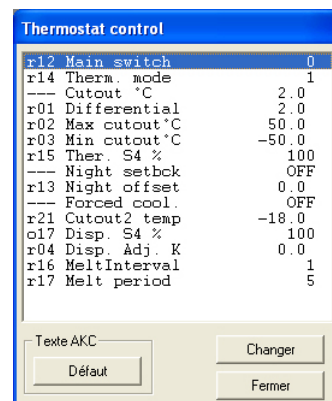 Thermostat control
r12 Main switch 0
r14 Therm. mode 1
--- Cutout °C 2.0
r01 Differential 2.0
r02 Max cutout°C 50.0
r03 Min cutout°C -50.0
r15 Ther. S4 % 100
--- Night setbck OFF
r13 Night offset 0.0
--- Forced cool. OFF
r21 Cutout2 temp -18.0
o17 Disp. S4 % 100
r04 Disp. Adj. K 0.0
r16 MeltInterval 1
r17 Melt period 5
Texte AKC
Défaut
Changer
Fermer